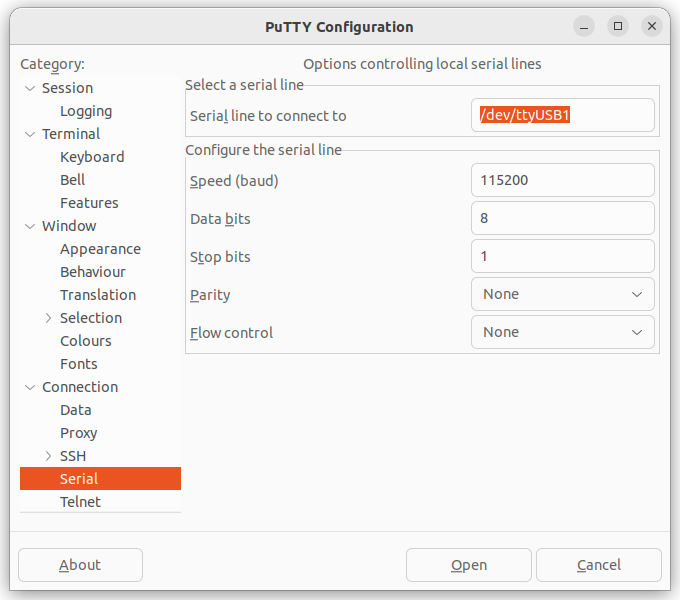 PuTTY Configuration
Category:
Session
Logging
Terminal
Keyboard
Bell
Features
Window
Appearance
Behaviour
Translation
Selection
Colours
Fonts
Connection
Data
Proxy
SSH
Serial
Telnet
Options controlling local serial lines
Select a serial line
Serial line to connect to /dev/ttyUSB1
Configure the serial line
Speed (baud) 115200
Data bits 8
Stop bits 1
Parity None
Flow control None
About Open Cancel